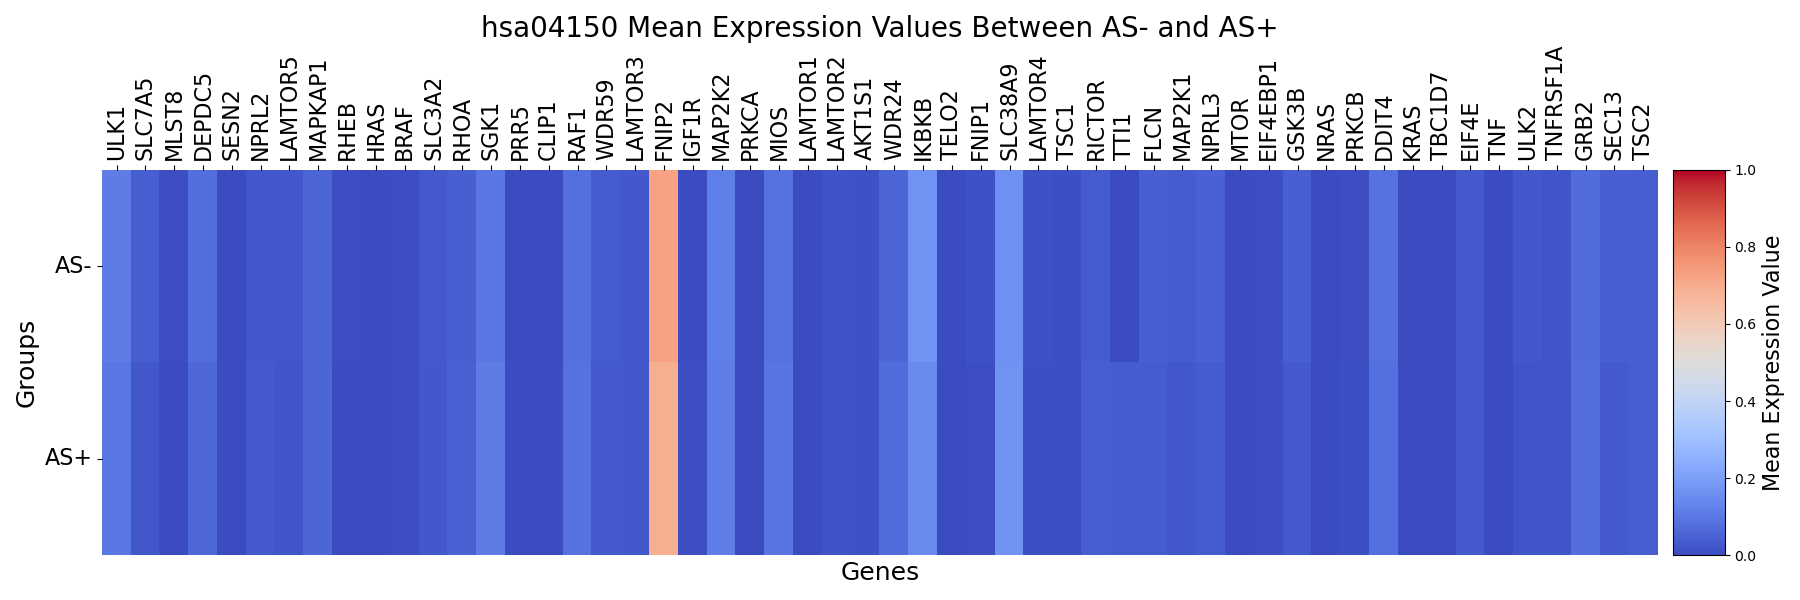 hsa04150 Mean Expression Values Between AS- and AS+
ULK1 SLC7A5 MLST8 DEPDC5 SESN2 NPRL2 LAMTOR5 MAPKAP1 RHEB HRAS BRAF SLC3A2 RHOA SGK1 PRR5 CLIP1 RAF1 WDR59 LAMTOR3 FNIP2 IGF1R MAP2K2 PRKCA MIOS LAMTOR1 LAMTOR2 AKT1S1 WDR24 IKBKB TELO2 FNIP1 SLC38A9 LAMTOR4 TSC1 RICTOR TTI1 FLCN MAP2K1 NPRL3 MTOR EIF4EBP1 GSK3B NRAS PRKCB DDIT4 KRAS TBC1D7 EIF4E TNF ULK2 TNFRSF1A GRB2 SEC13 TSC2
AS-
AS+
Groups
Genes
1.0
0.8
0.6
0.4
0.2
0.0
Mean Expression Value